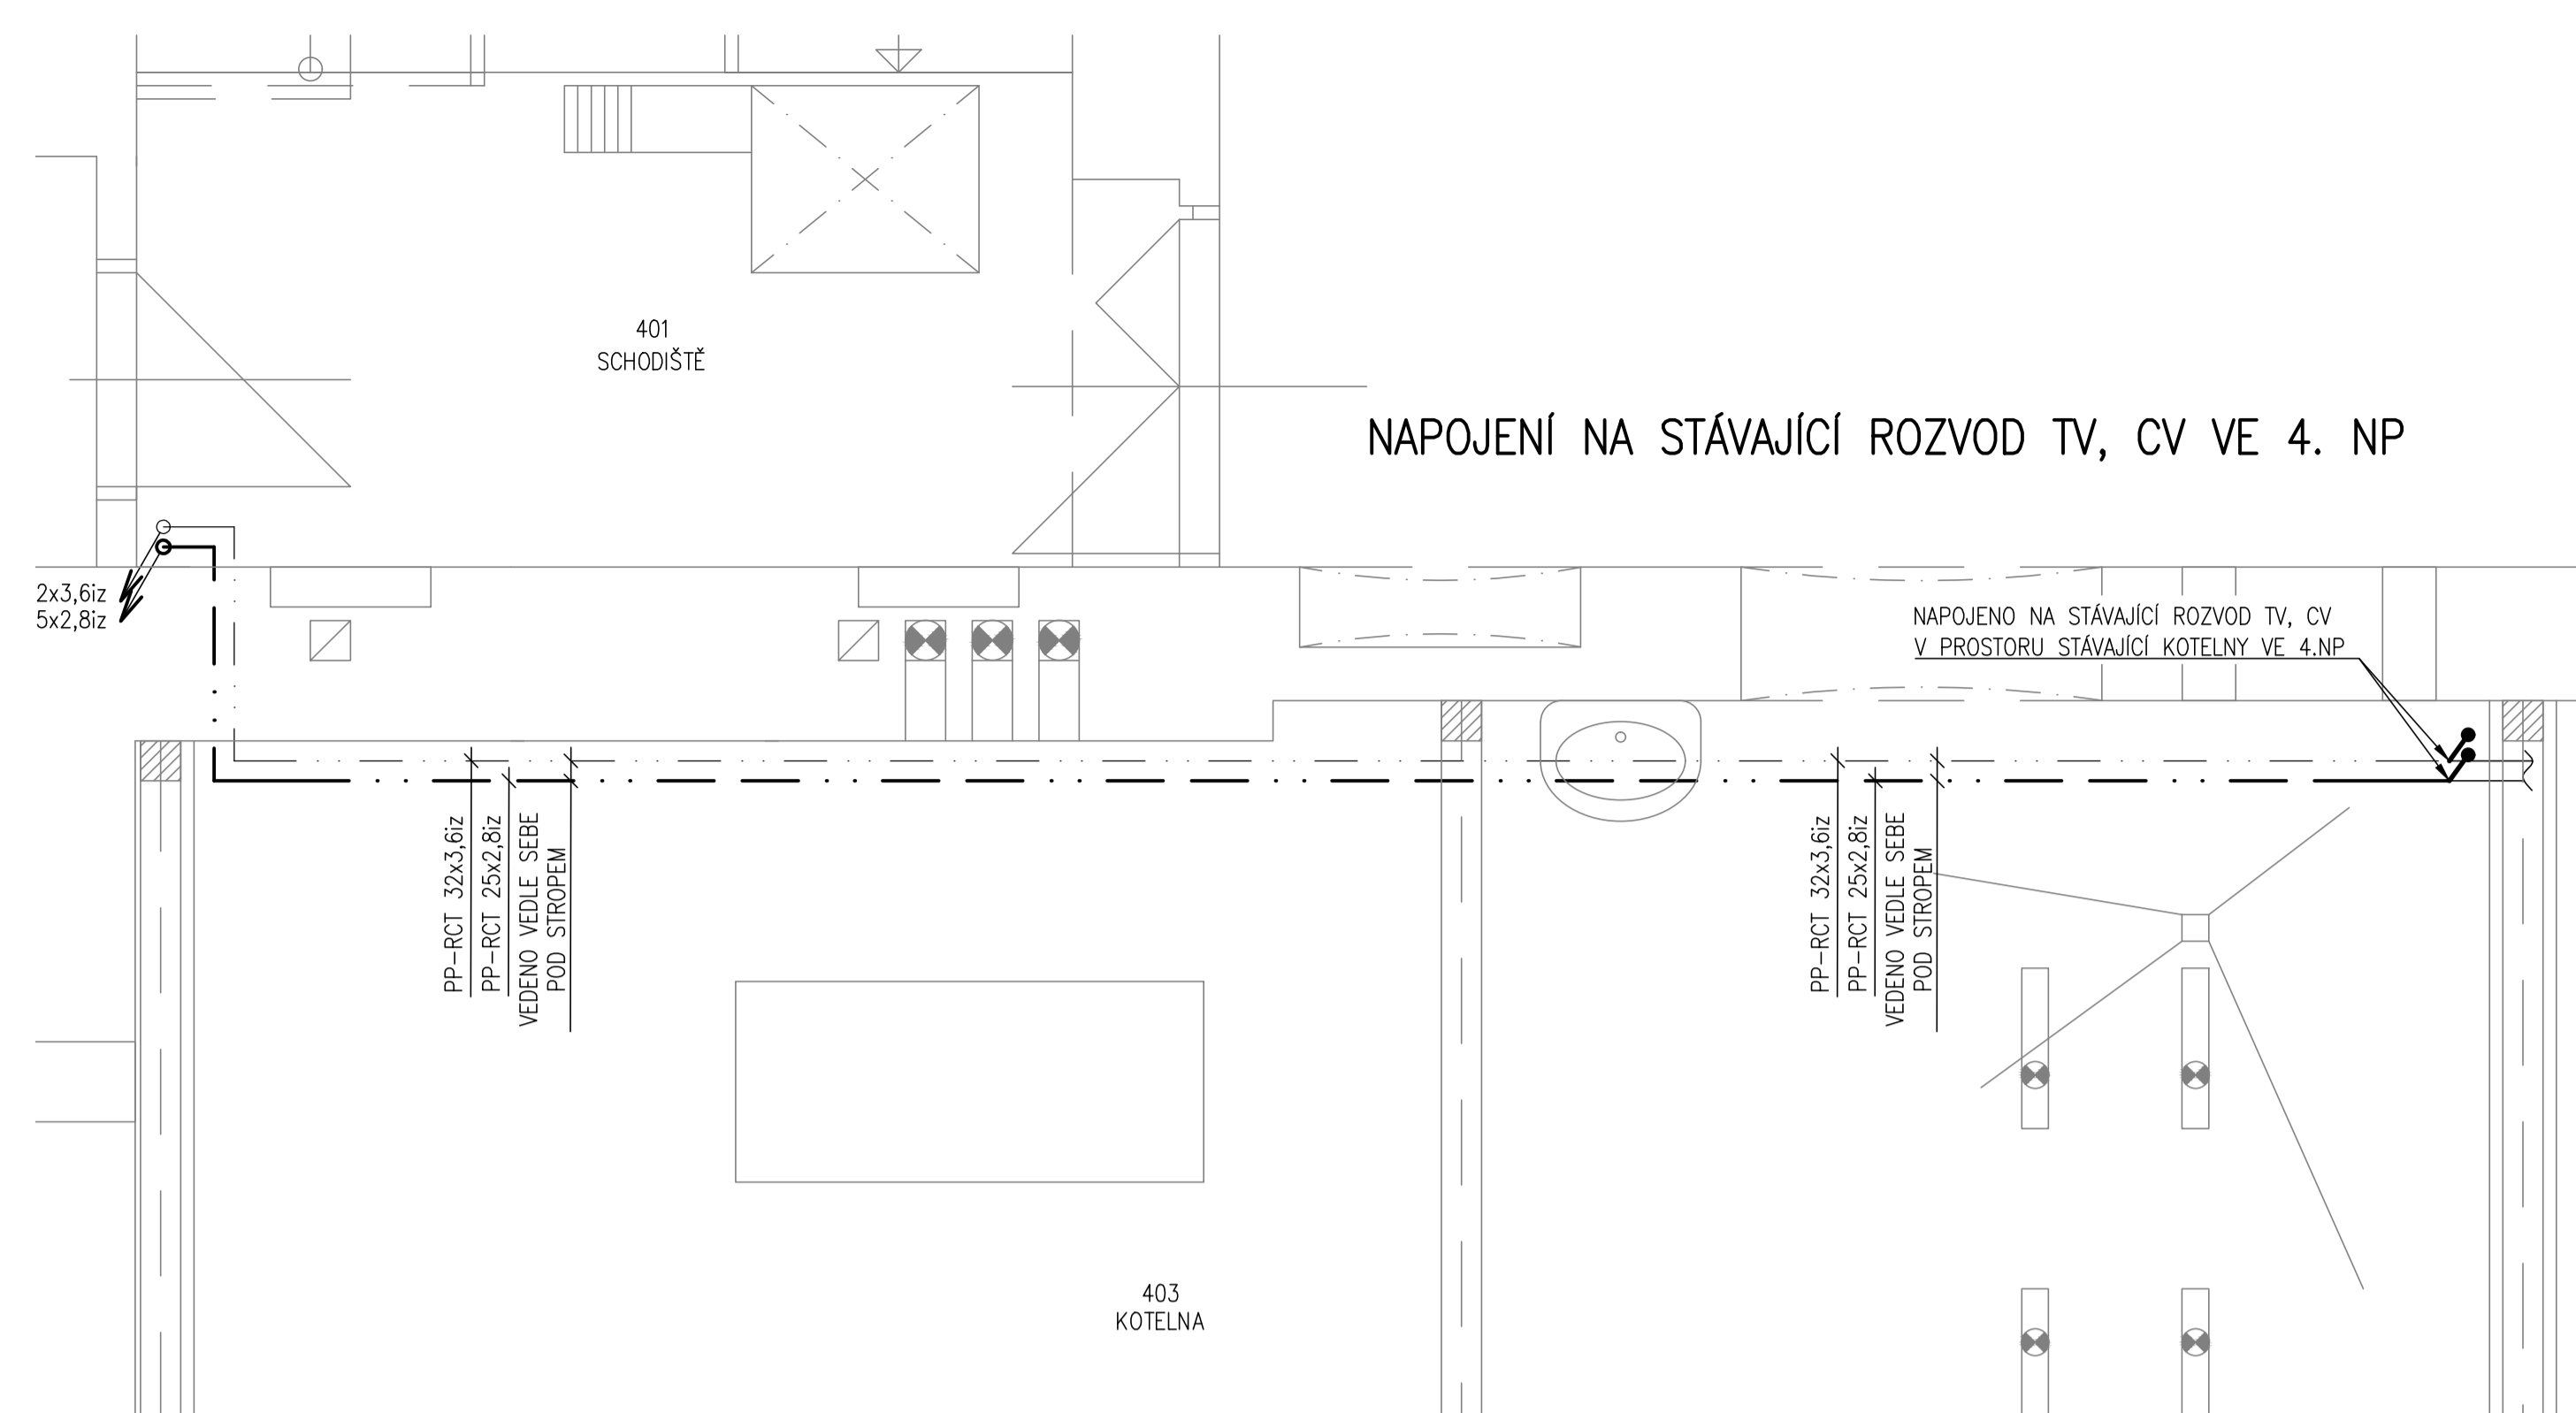 401
SCHODIŠTĚ
NAPOJENÍ NA STÁVAJÍCÍ ROZVOD TV, CV VE 4. NP
2x3,6iz
5x2,8iz
NAPOJENO NA STÁVAJÍCÍ ROZVOD TV, CV
V PROSTORU STÁVAJÍCÍ KOTELNY VE 4.NP
PP-RCT 32x3,6iz
PP-RCT 25x2,8iz
VEDENO VEDLE SEBE
POD STROPEM
PP-RCT 32x3,6iz
PP-RCT 25x2,8iz
VEDENO VEDLE SEBE
POD STROPEM
403
KOTELNA